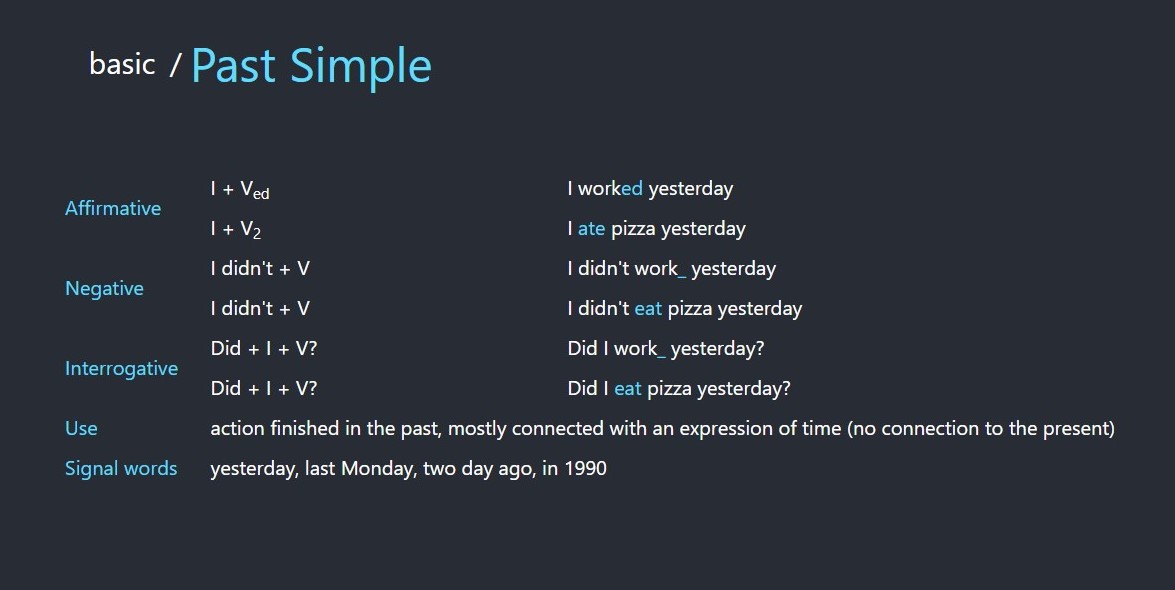 basic / Past Simple
Affirmative
I + Ved
I worked yesterday
I + V2
I ate pizza yesterday
Negative
I didn't + V
I didn't work_ yesterday
I didn't + V
I didn't eat pizza yesterday
Interrogative
Did + I + V?
Did I work_ yesterday?
Did + I + V?
Did I eat pizza yesterday?
Use
action finished in the past, mostly connected with an expression of time (no connection to the present)
Signal words
yesterday, last Monday, two day ago, in 1990